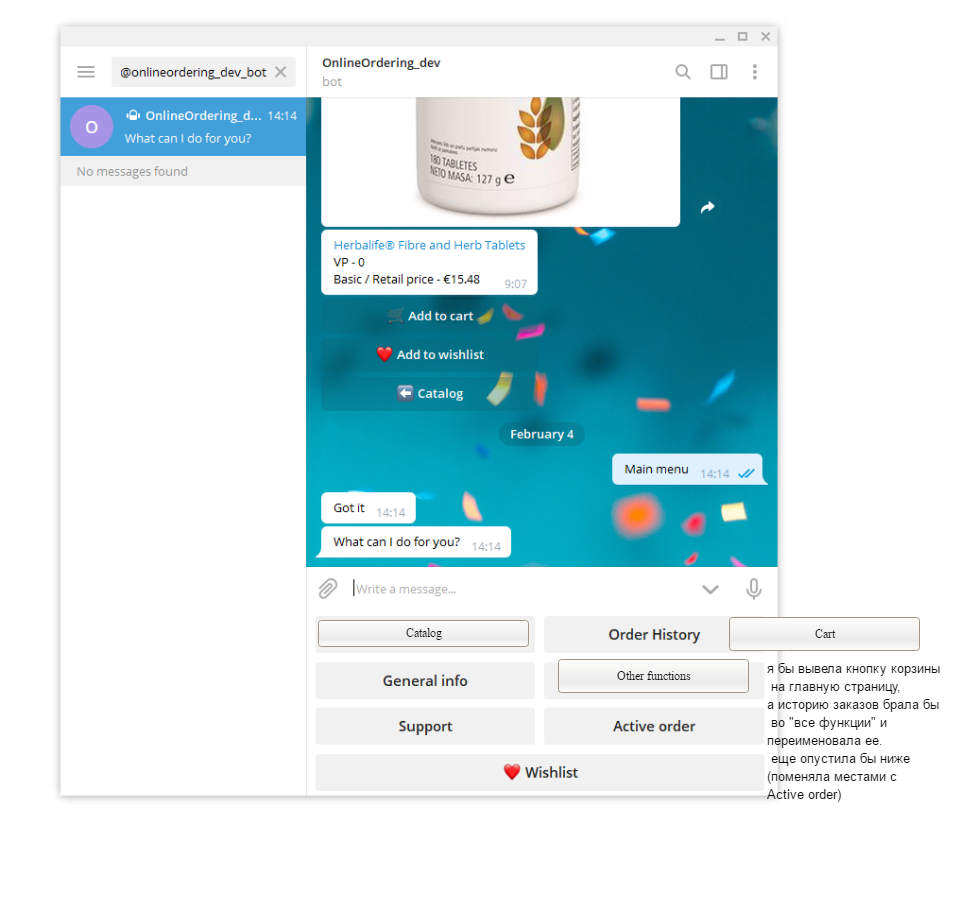 @onlineordering_dev_bot
OnlineOrdering_dev
bot
O
OnlineOrdering_d...
14:14
What can I do for you?
No messages found
180 TABLETES
NETO MASA: 127 g e
Herbalife® Fibre and Herb Tablets
VP - 0
Basic / Retail price - €15.48
9:07
Add to cart
Add to wishlist
Catalog
February 4
Main menu 14:14
Got it 14:14
What can I do for you? 14:14
Write a message...
Catalog
Order History
Cart
General info
Other functions
Support
Active order
Wishlist
я бы вывела кнопку корзины
на главную страницу,
а историю заказов брала бы
во "все функции" и
переименовала ее.
еще опустила бы ниже
(поменяла местами с
Active order)